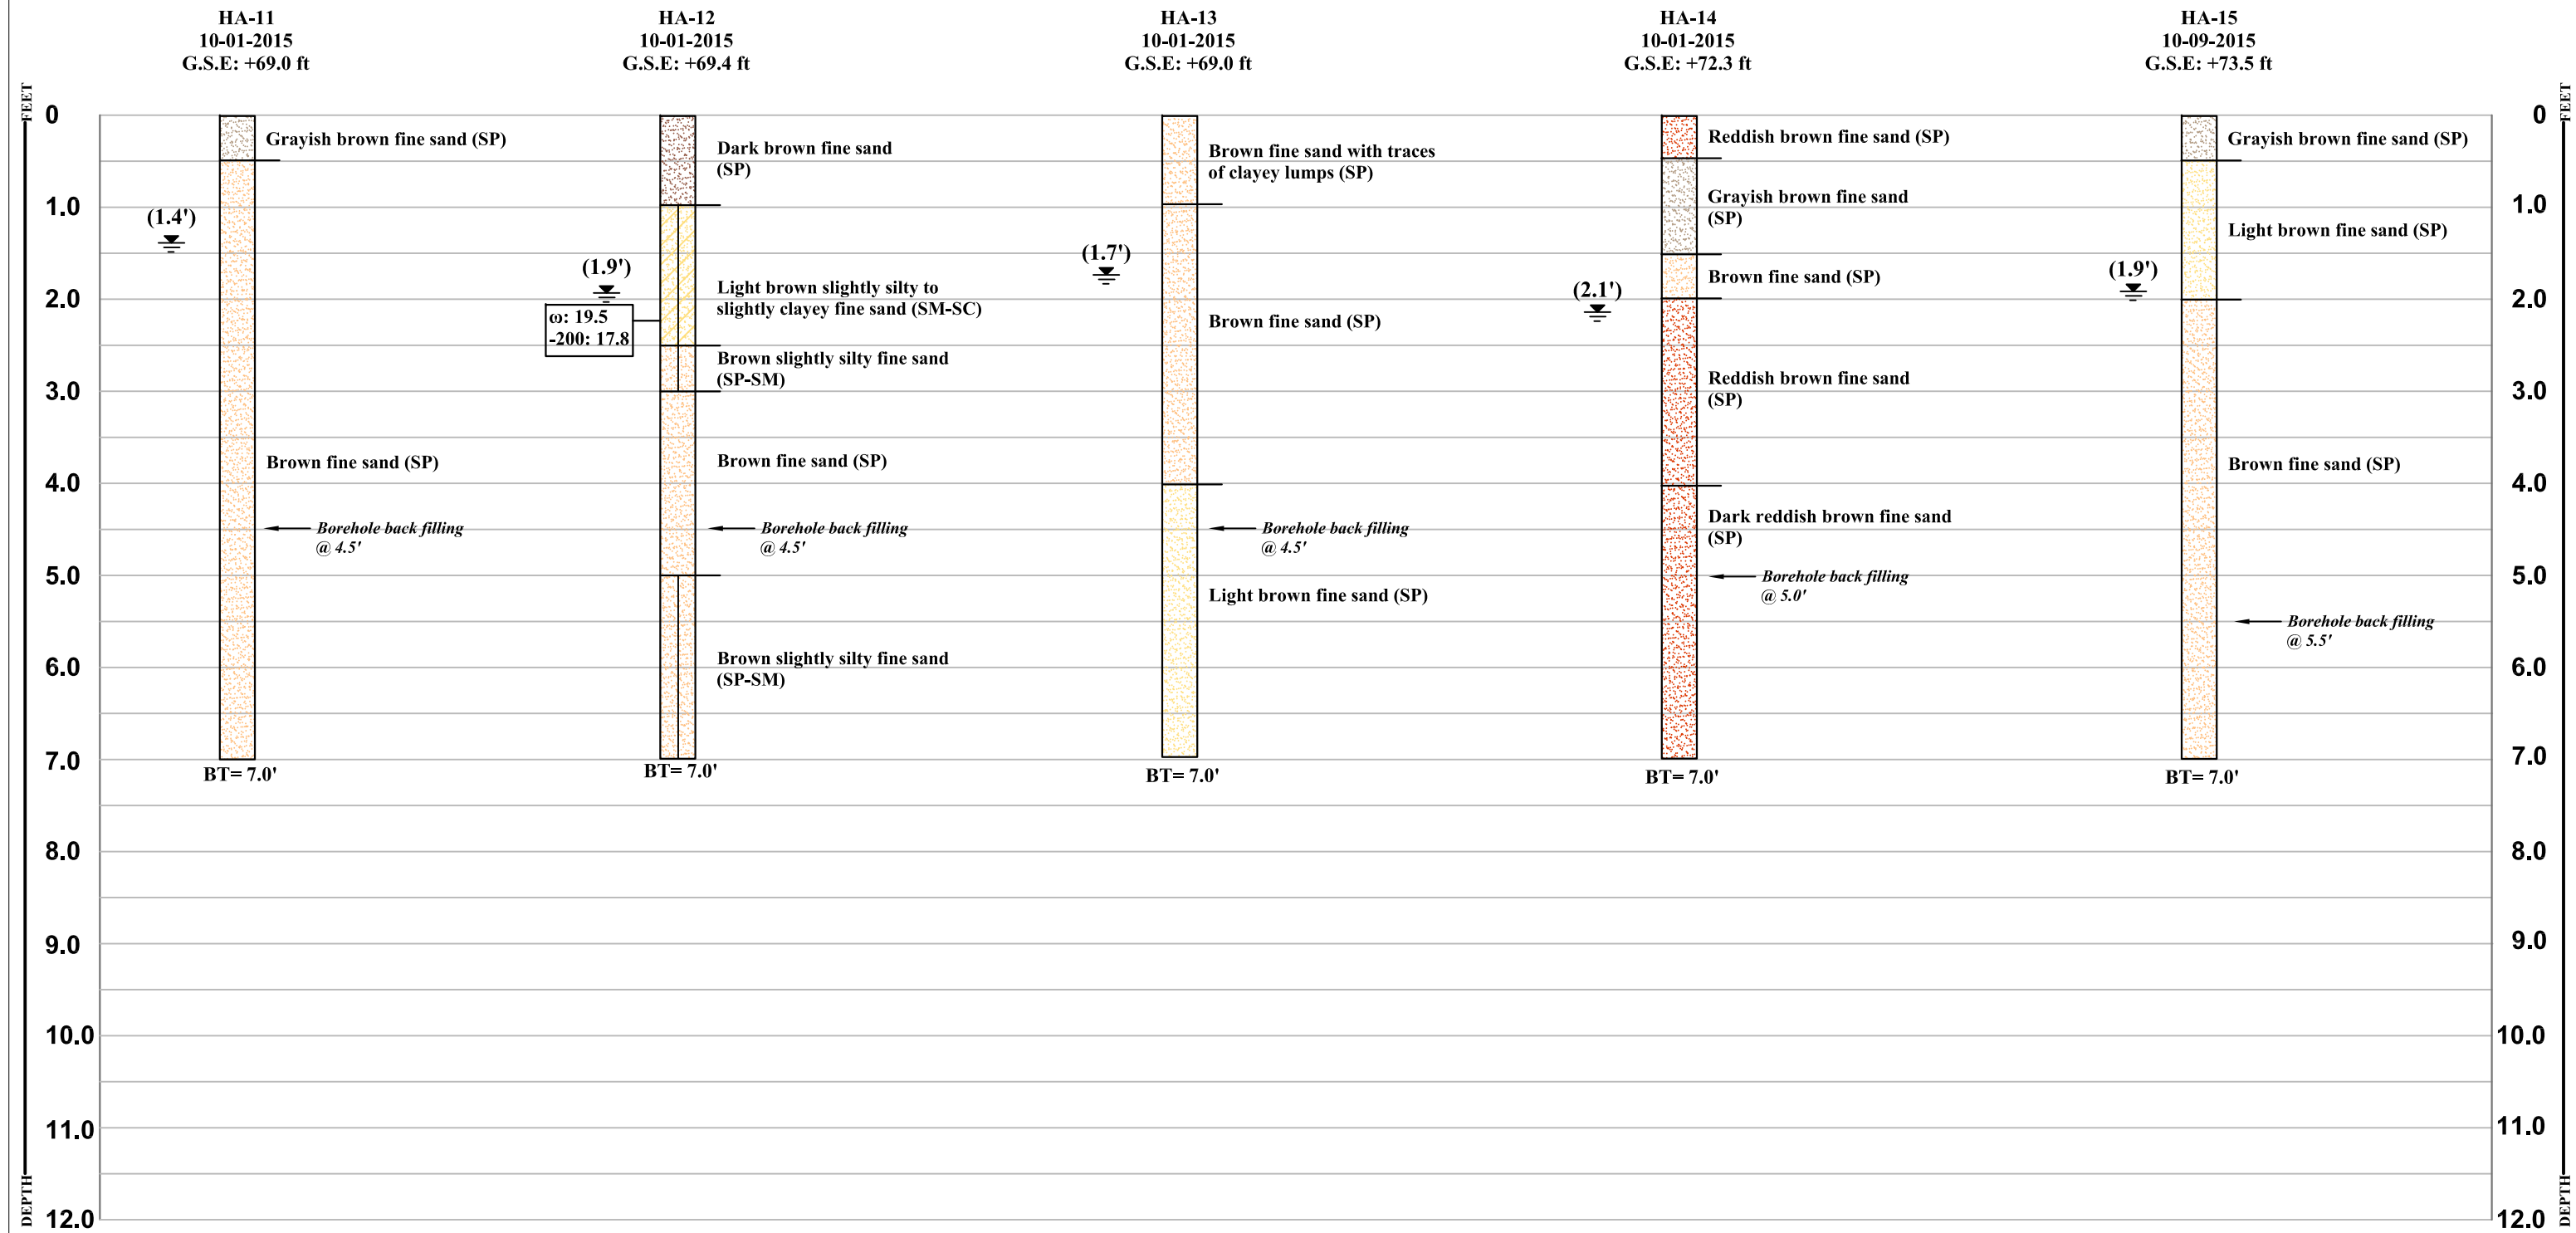 HA-11
10-01-2015
G.S.E: +69.0 ft
HA-12
10-01-2015
G.S.E: +69.4 ft
HA-13
10-01-2015
G.S.E: +69.0 ft
HA-14
10-01-2015
G.S.E: +72.3 ft
HA-15
10-09-2015
G.S.E: +73.5 ft
FEET
0
1.0
2.0
3.0
4.0
5.0
6.0
7.0
8.0
9.0
10.0
11.0
12.0
DEPTH
Grayish brown fine sand (SP)
(1.4')
Brown fine sand (SP)
Borehole back filling
@ 4.5'
BT= 7.0'
Dark brown fine sand
(SP)
(1.9')
ω: 19.5
-200: 17.8
Light brown slightly silty to
slightly clayey fine sand (SM-SC)
Brown slightly silty fine sand
(SP-SM)
Brown fine sand (SP)
Borehole back filling
@ 4.5'
Brown slightly silty fine sand
(SP-SM)
BT= 7.0'
Brown fine sand with traces
of clayey lumps (SP)
(1.7')
Brown fine sand (SP)
Borehole back filling
@ 4.5'
Light brown fine sand (SP)
BT= 7.0'
Reddish brown fine sand (SP)
Grayish brown fine sand
(SP)
Brown fine sand (SP)
(2.1')
Reddish brown fine sand
(SP)
Dark reddish brown fine sand
(SP)
Borehole back filling
@ 5.0'
BT= 7.0'
Grayish brown fine sand (SP)
Light brown fine sand (SP)
(1.9')
Brown fine sand (SP)
Borehole back filling
@ 5.5'
BT= 7.0'
FEET
0
1.0
2.0
3.0
4.0
5.0
6.0
7.0
8.0
9.0
10.0
11.0
12.0
DEPTH